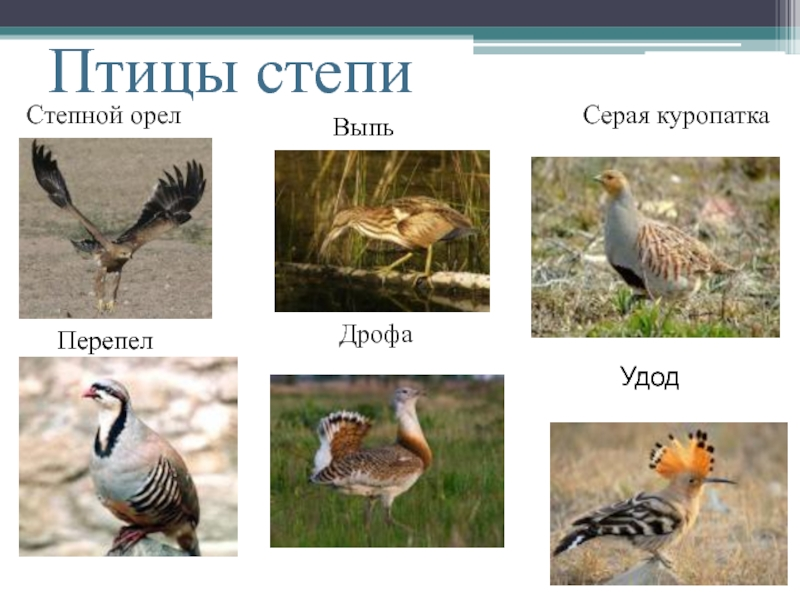 Птицы степи
Степной орел
Выпь
Серая куропатка
Перепел
Дрофа
Удод